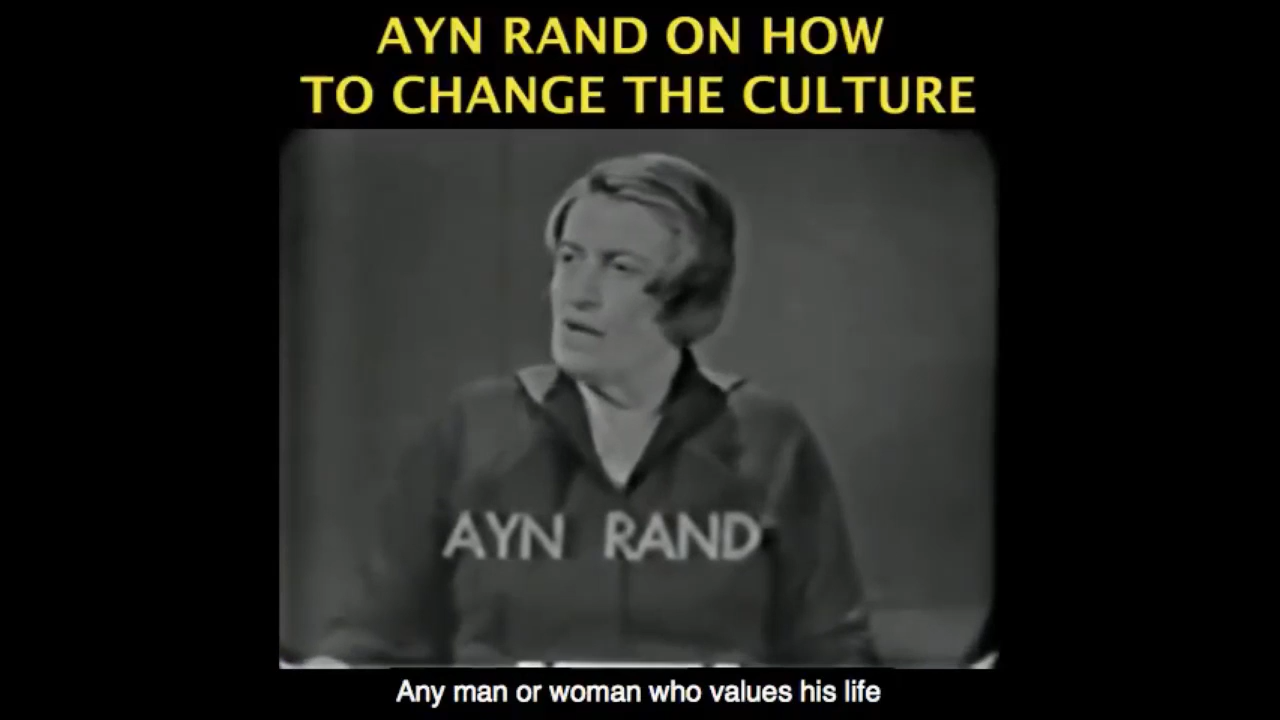 AYN RAND ON HOW
TO CHANGE THE CULTURE
AYN RAND
Any man or woman who values his life